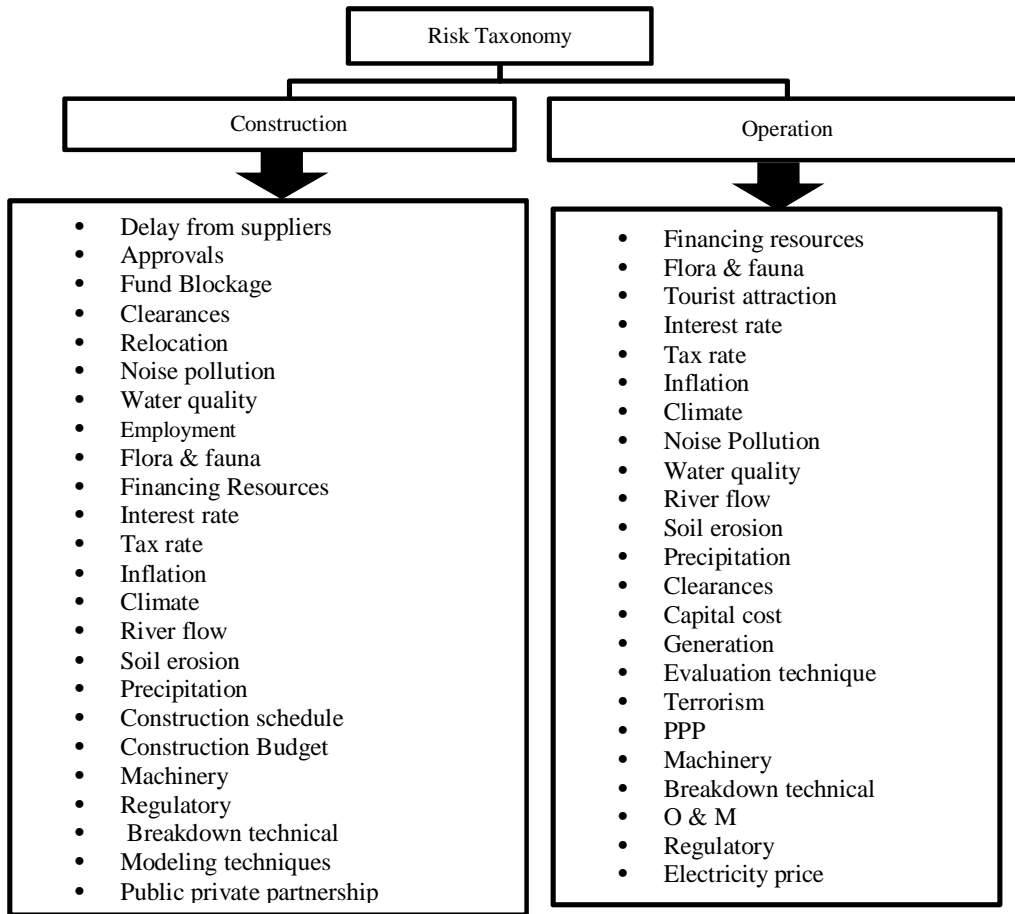 Risk Taxonomy
Construction
• Delay from suppliers
• Approvals
• Fund Blockage
• Clearances
• Relocation
• Noise pollution
• Water quality
• Employment
• Flora & fauna
• Financing Resources
• Interest rate
• Tax rate
• Inflation
• Climate
• River flow
• Soil erosion
• Precipitation
• Construction schedule
• Construction Budget
• Machinery
• Regulatory
• Breakdown technical
• Modeling techniques
• Public private partnership
Operation
• Financing resources
• Flora & fauna
• Tourist attraction
• Interest rate
• Tax rate
• Inflation
• Climate
• Noise Pollution
• Water quality
• River flow
• Soil erosion
• Precipitation
• Clearances
• Capital cost
• Generation
• Evaluation technique
• Terrorism
• PPP
• Machinery
• Breakdown technical
• O & M
• Regulatory
• Electricity price